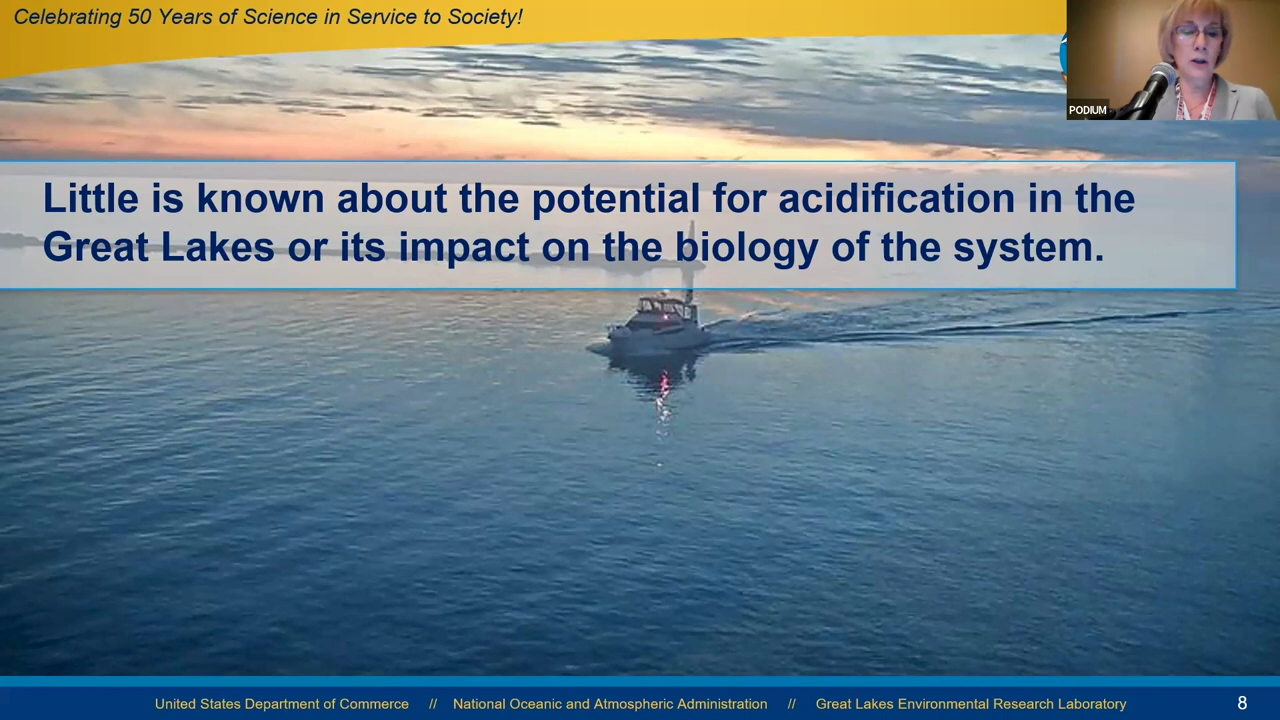 Celebrating 50 Years of Science in Service to Society!
PODIUM
Little is known about the potential for acidification in the
Great Lakes or its impact on the biology of the system.
United States Department of Commerce // National Oceanic and Atmospheric Administration // Great Lakes Environmental Research Laboratory
8